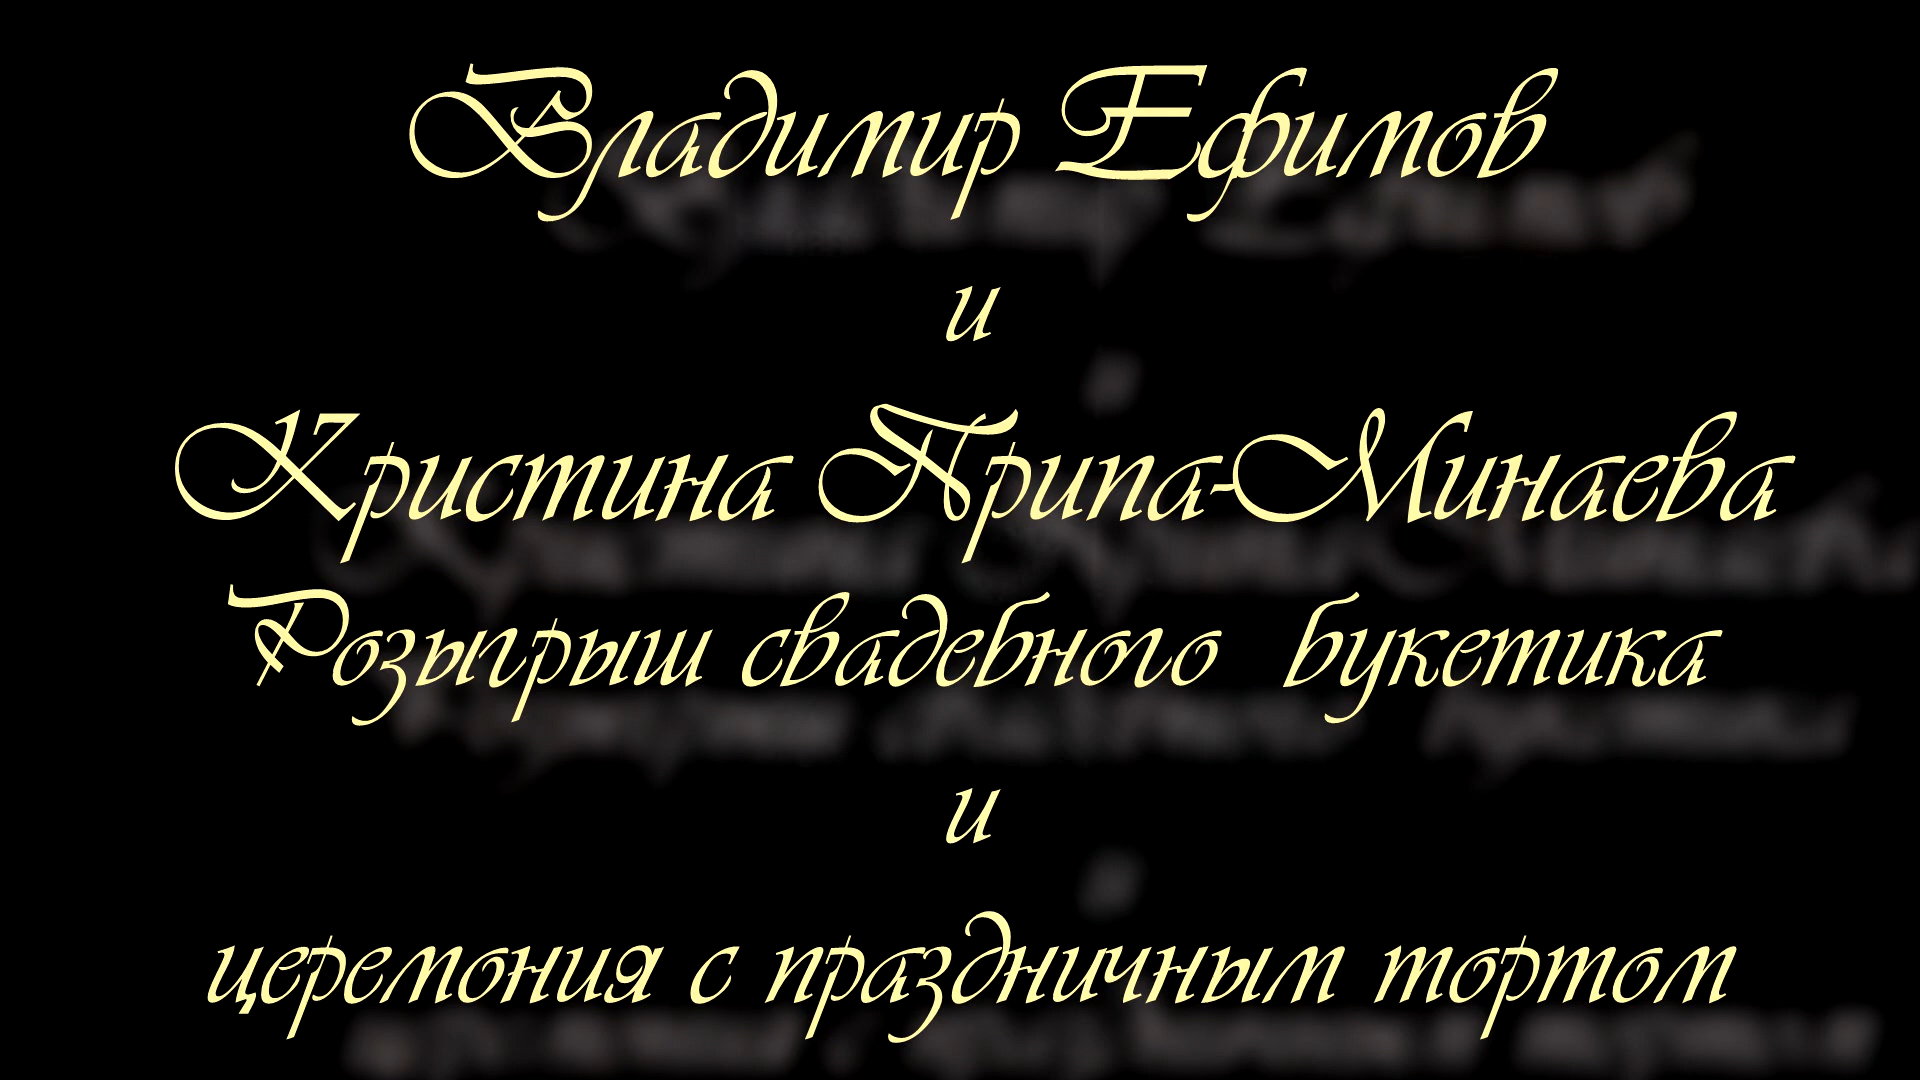 Владимир Ефимов
и
Кристина Припа-Минаева
Розыгрыш свадебного букетика
и
церемония с праздничным тортом